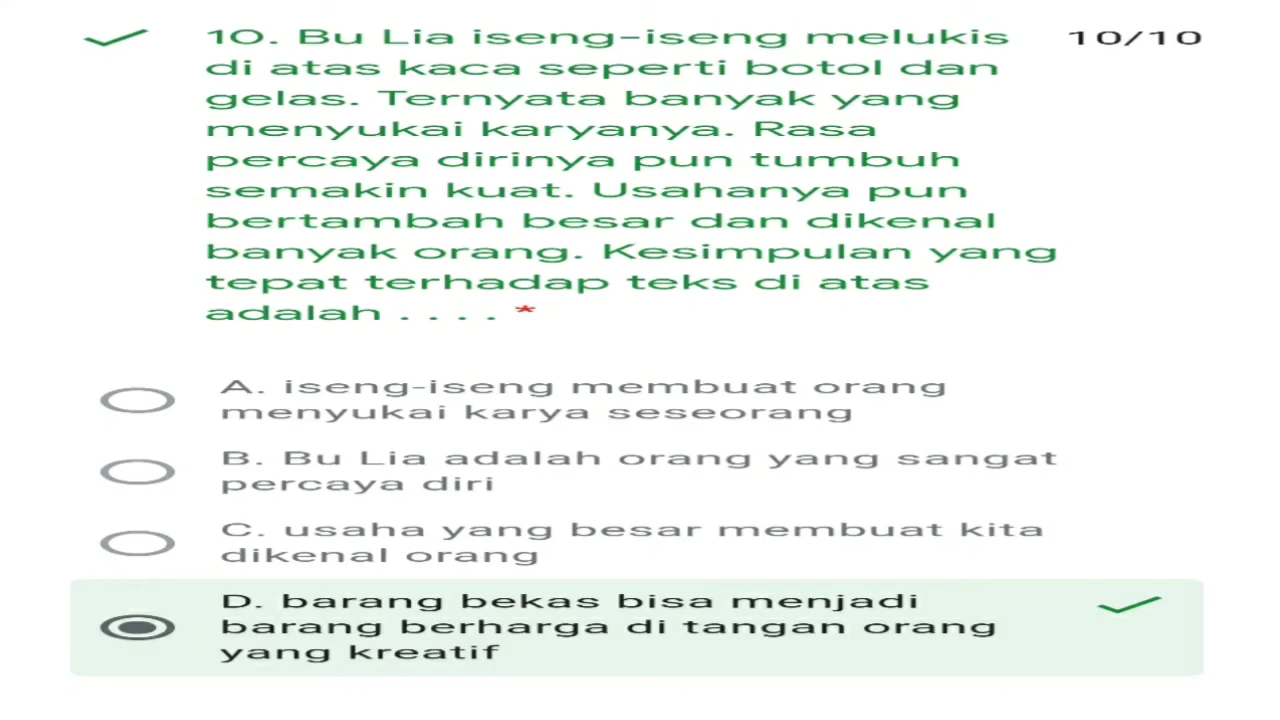 10. Bu Lia iseng-iseng melukis
10/10
di atas kaca seperti botol dan
gelas. Ternyata banyak yang
menyukai karyanya. Rasa
percaya dirinya pun tumbuh
semakin kuat. Usahanya pun
bertambah besar dan dikenal
banyak orang. Kesimpulan yang
tepat terhadap teks di atas
adalah . . . . *
A. iseng-iseng membuat orang
menyukai karya seseorang
B. Bu Lia adalah orang yang sangat
percaya diri
C. usaha yang besar membuat kita
dikenal orang
D. barang bekas bisa menjadi
barang berharga di tangan orang
yang kreatif